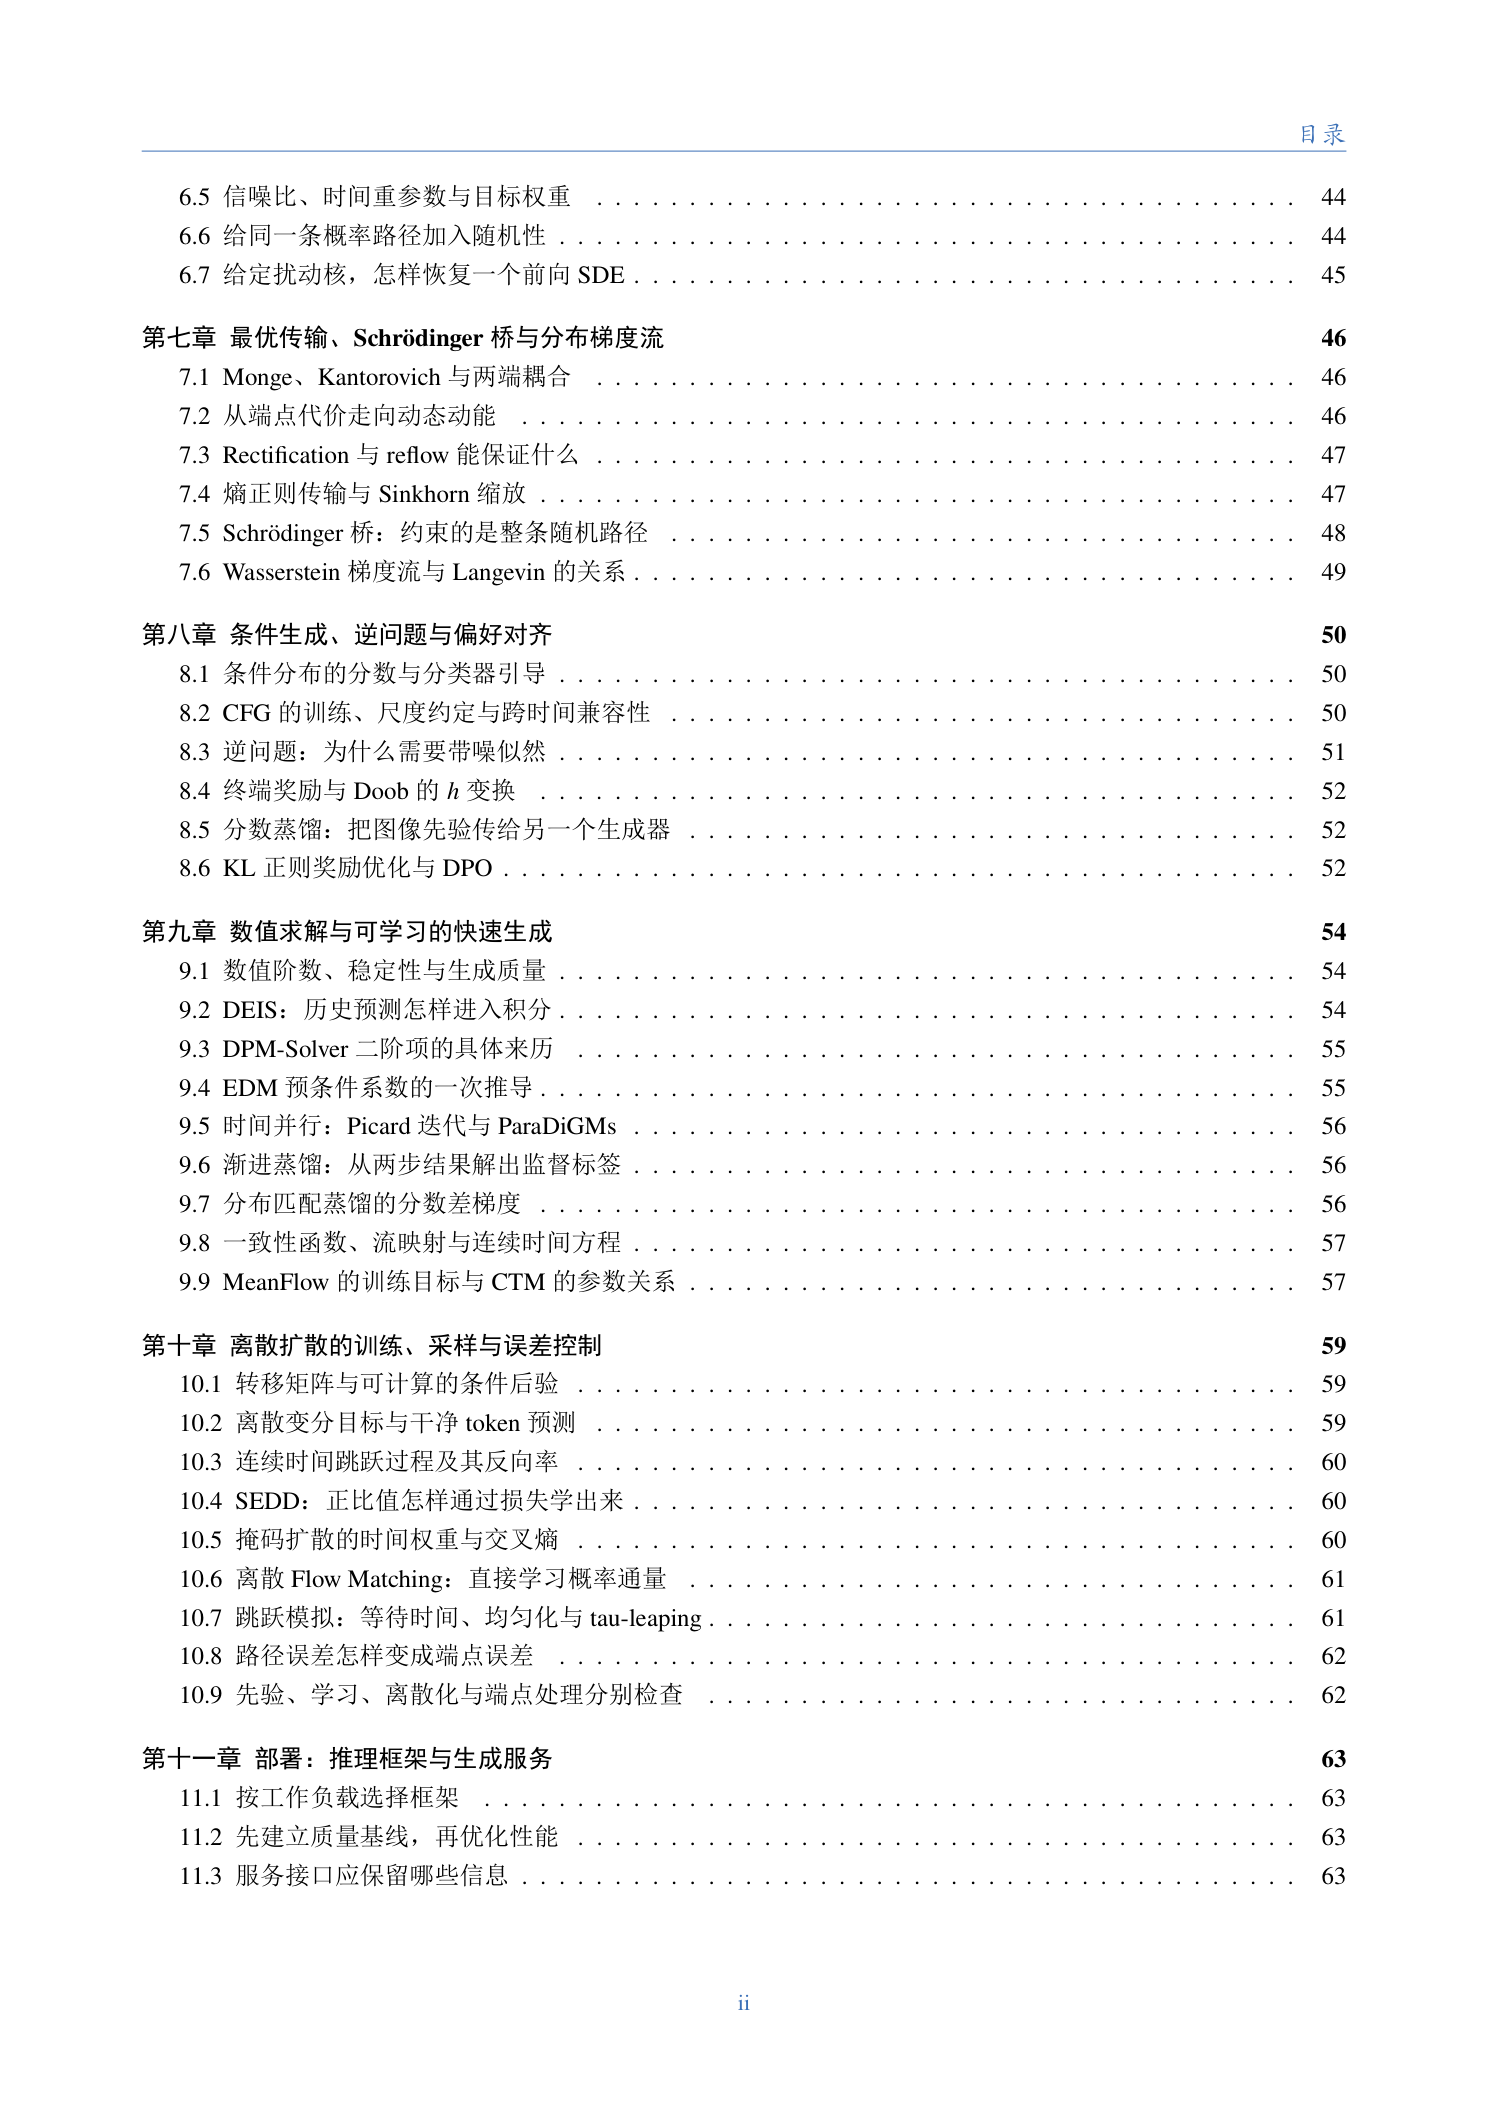 目录
6.5 信噪比、时间重参数与目标权重 44
6.6 给同一条概率路径加入随机性 44
6.7 给定扰动核，怎样恢复一个前向 SDE 45
第七章 最优传输、Schrödinger 桥与分布梯度流 46
7.1 Monge、Kantorovich 与两端耦合 46
7.2 从端点代价走向动态动能 46
7.3 Rectification 与 reflow 能保证什么 47
7.4 熵正则传输与 Sinkhorn 缩放 47
7.5 Schrödinger 桥：约束的是整条随机路径 48
7.6 Wasserstein 梯度流与 Langevin 的关系 49
第八章 条件生成、逆问题与偏好对齐 50
8.1 条件分布的分数与分类器引导 50
8.2 CFG 的训练、尺度约定与跨时间兼容性 50
8.3 逆问题：为什么需要带噪似然 51
8.4 终端奖励与 Doob 的 h 变换 52
8.5 分数蒸馏：把图像先验传给另一个生成器 52
8.6 KL 正则奖励优化与 DPO 52
第九章 数值求解与可学习的快速生成 54
9.1 数值阶数、稳定性与生成质量 54
9.2 DEIS：历史预测怎样进入积分 54
9.3 DPM-Solver 二阶项的具体来历 55
9.4 EDM 预条件系数的一次推导 55
9.5 时间并行：Picard 迭代与 ParaDiGMs 56
9.6 渐进蒸馏：从两步结果解出监督标签 56
9.7 分布匹配蒸馏的分数差梯度 56
9.8 一致性函数、流映射与连续时间方程 57
9.9 MeanFlow 的训练目标与 CTM 的参数关系 57
第十章 离散扩散的训练、采样与误差控制 59
10.1 转移矩阵与可计算的条件后验 59
10.2 离散变分目标与干净 token 预测 59
10.3 连续时间跳跃过程及其反向率 60
10.4 SEDD：正比值怎样通过损失学出来 60
10.5 掩码扩散的时间权重与交叉熵 60
10.6 离散 Flow Matching：直接学习概率通量 61
10.7 跳跃模拟：等待时间、均匀化与 tau-leaping 61
10.8 路径误差怎样变成端点误差 62
10.9 先验、学习、离散化与端点处理分别检查 62
第十一章 部署：推理框架与生成服务 63
11.1 按工作负载选择框架 63
11.2 先建立质量基线，再优化性能 63
11.3 服务接口应保留哪些信息 63
ii